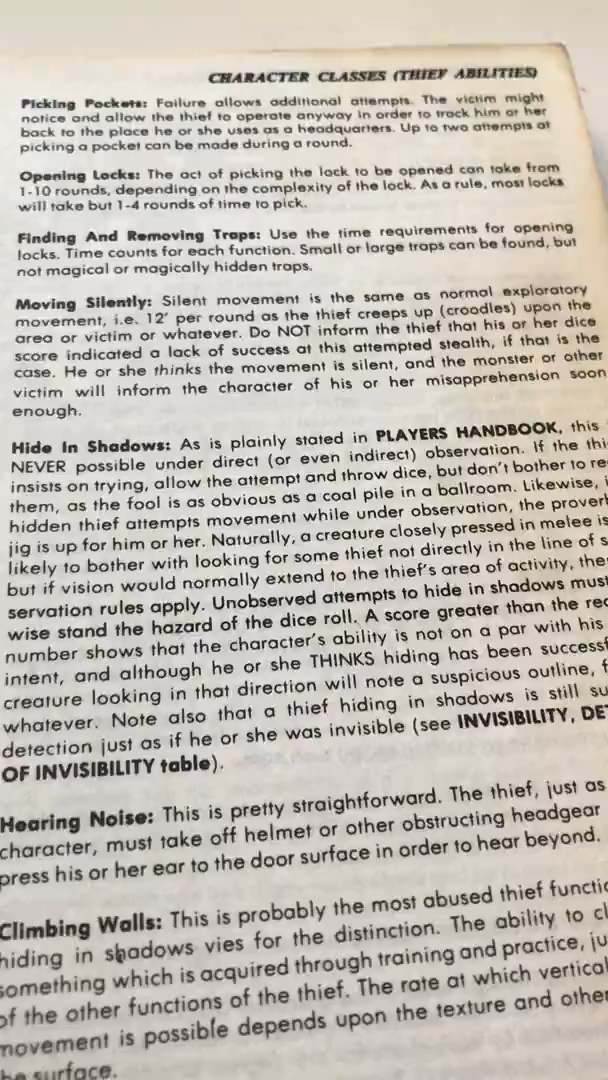 CHARACTER CLASSES (THIEF ABILITIES)
Picking Pockets: Failure allows additional attempts. The victim might
notice and allow the thief to operate anyway in order to track him or her
back to the place he or she uses as a headquarters. Up to two attempts at
picking a pocket can be made during a round.
Opening Locks: The act of picking the lock to be opened can take from
1-10 rounds, depending on the complexity of the lock. As a rule, most locks
will take but 1-4 rounds of time to pick.
Finding And Removing Traps: Use the time requirements for opening
locks. Time counts for each function. Small or large traps can be found, but
not magical or magically hidden traps.
Moving Silently: Silent movement is the same as normal exploratory
movement, i.e. 12' per round as the thief creeps up (croodles) upon the
area or victim or whatever. Do NOT inform the thief that his or her dice
score indicated a lack of success at this attempted stealth, if that is the
case. He or she thinks the movement is silent, and the monster or other
victim will inform the character of his or her misapprehension soon
enough.
Hide In Shadows: As is plainly stated in PLAYERS HANDBOOK, this
NEVER possible under direct (or even indirect) observation. If the thi
insists on trying, allow the attempt and throw dice, but don't bother to re
them, as the fool is as obvious as a coal pile in a ballroom. Likewise, i
hidden thief attempts movement while under observation, the proverb
jig is up for him or her. Naturally, a creature closely pressed in melee is
likely to bother with looking for some thief not directly in the line of s
but if vision would normally extend to the thief's area of activity, the
servation rules apply. Unobserved attempts to hide in shadows must
wise stand the hazard of the dice roll. A score greater than the req
number shows that the character's ability is not on a par with his
intent, and although he or she THINKS hiding has been successf
creature looking in that direction will note a suspicious outline, f
whatever. Note also that a thief hiding in shadows is still su
detection just as if he or she was invisible (see INVISIBILITY, DE
OF INVISIBILITY table).
Hearing Noise: This is pretty straightforward. The thief, just as
character, must take off helmet or other obstructing headgear
press his or her ear to the door surface in order to hear beyond.
Climbing Walls: This is probably the most abused thief functio
hiding in shadows vies for the distinction. The ability to cl
something which is acquired through training and practice, ju
of the other functions of the thief. The rate at which vertical
movement is possible depends upon the texture and other
he surface.